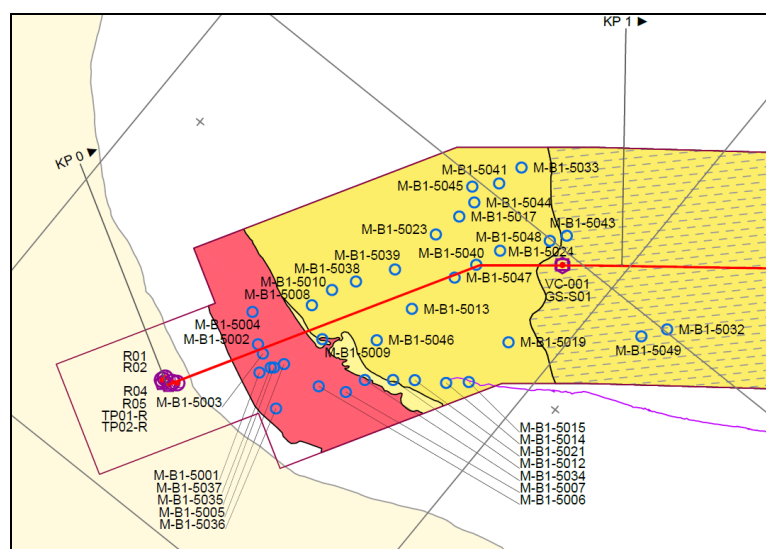 KP 1 ►
KP 0 ►
M-B1-5041
M-B1-5033
M-B1-5045
M-B1-5044
M-B1-5017
M-B1-5023
M-B1-5043
M-B1-5048
M-B1-5024
M-B1-5040
M-B1-5039
M-B1-5038
M-B1-5047
M-B1-5010
M-B1-5008
VC-001
GS-S01
M-B1-5013
M-B1-5004
M-B1-5002
M-B1-5046
M-B1-5019
M-B1-5032
M-B1-5049
M-B1-5009
R01
R02
R04
R05
TP01-R
TP02-R
M-B1-5003
M-B1-5015
M-B1-5014
M-B1-5021
M-B1-5012
M-B1-5034
M-B1-5007
M-B1-5006
M-B1-5001
M-B1-5037
M-B1-5035
M-B1-5005
M-B1-5036